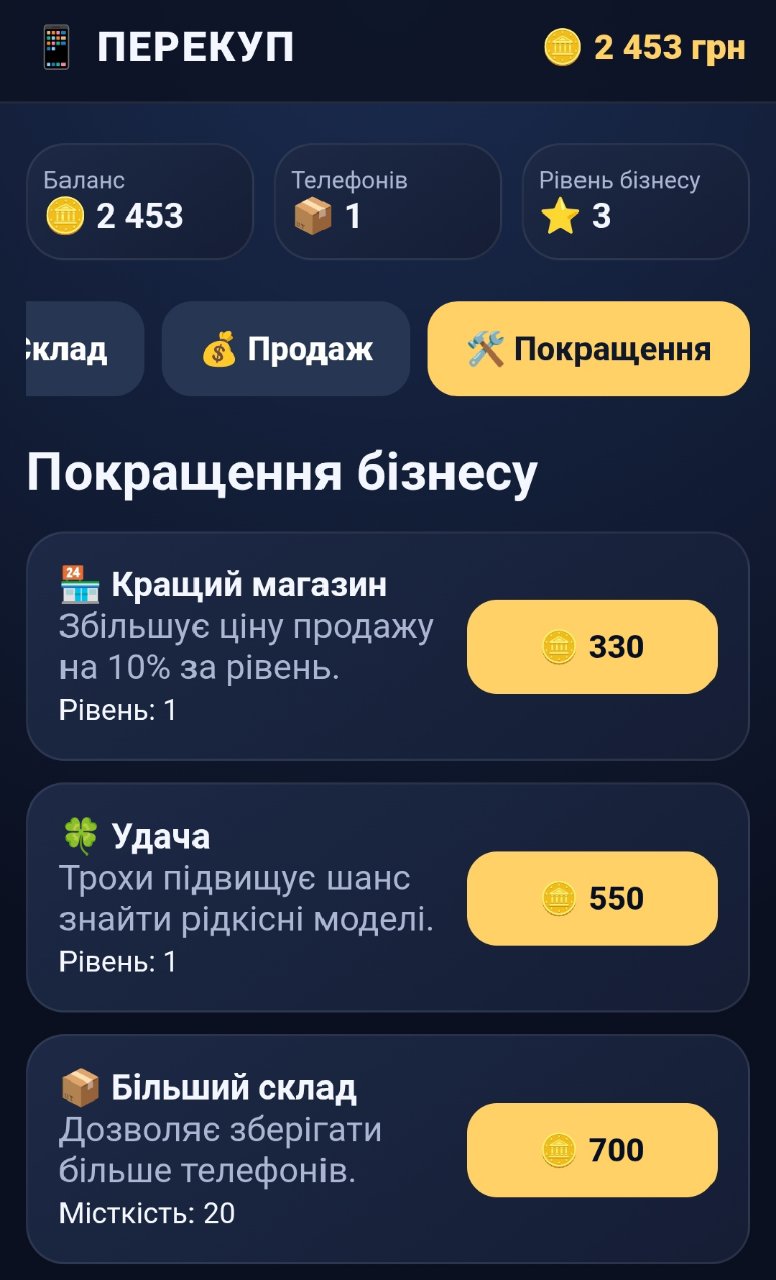 ПЕРЕКУП
2 453 грн
Баланс
2 453
Телефонів
1
Рівень бізнесу
3
Склад
Продаж
Покращення
Покращення бізнесу
24
Кращий магазин
Збільшує ціну продажу
на 10% за рівень.
Рівень: 1
330
Удача
Трохи підвищує шанс
знайти рідкісні моделі.
Рівень: 1
550
Більший склад
Дозволяє зберігати
більше телефонів.
Місткість: 20
700